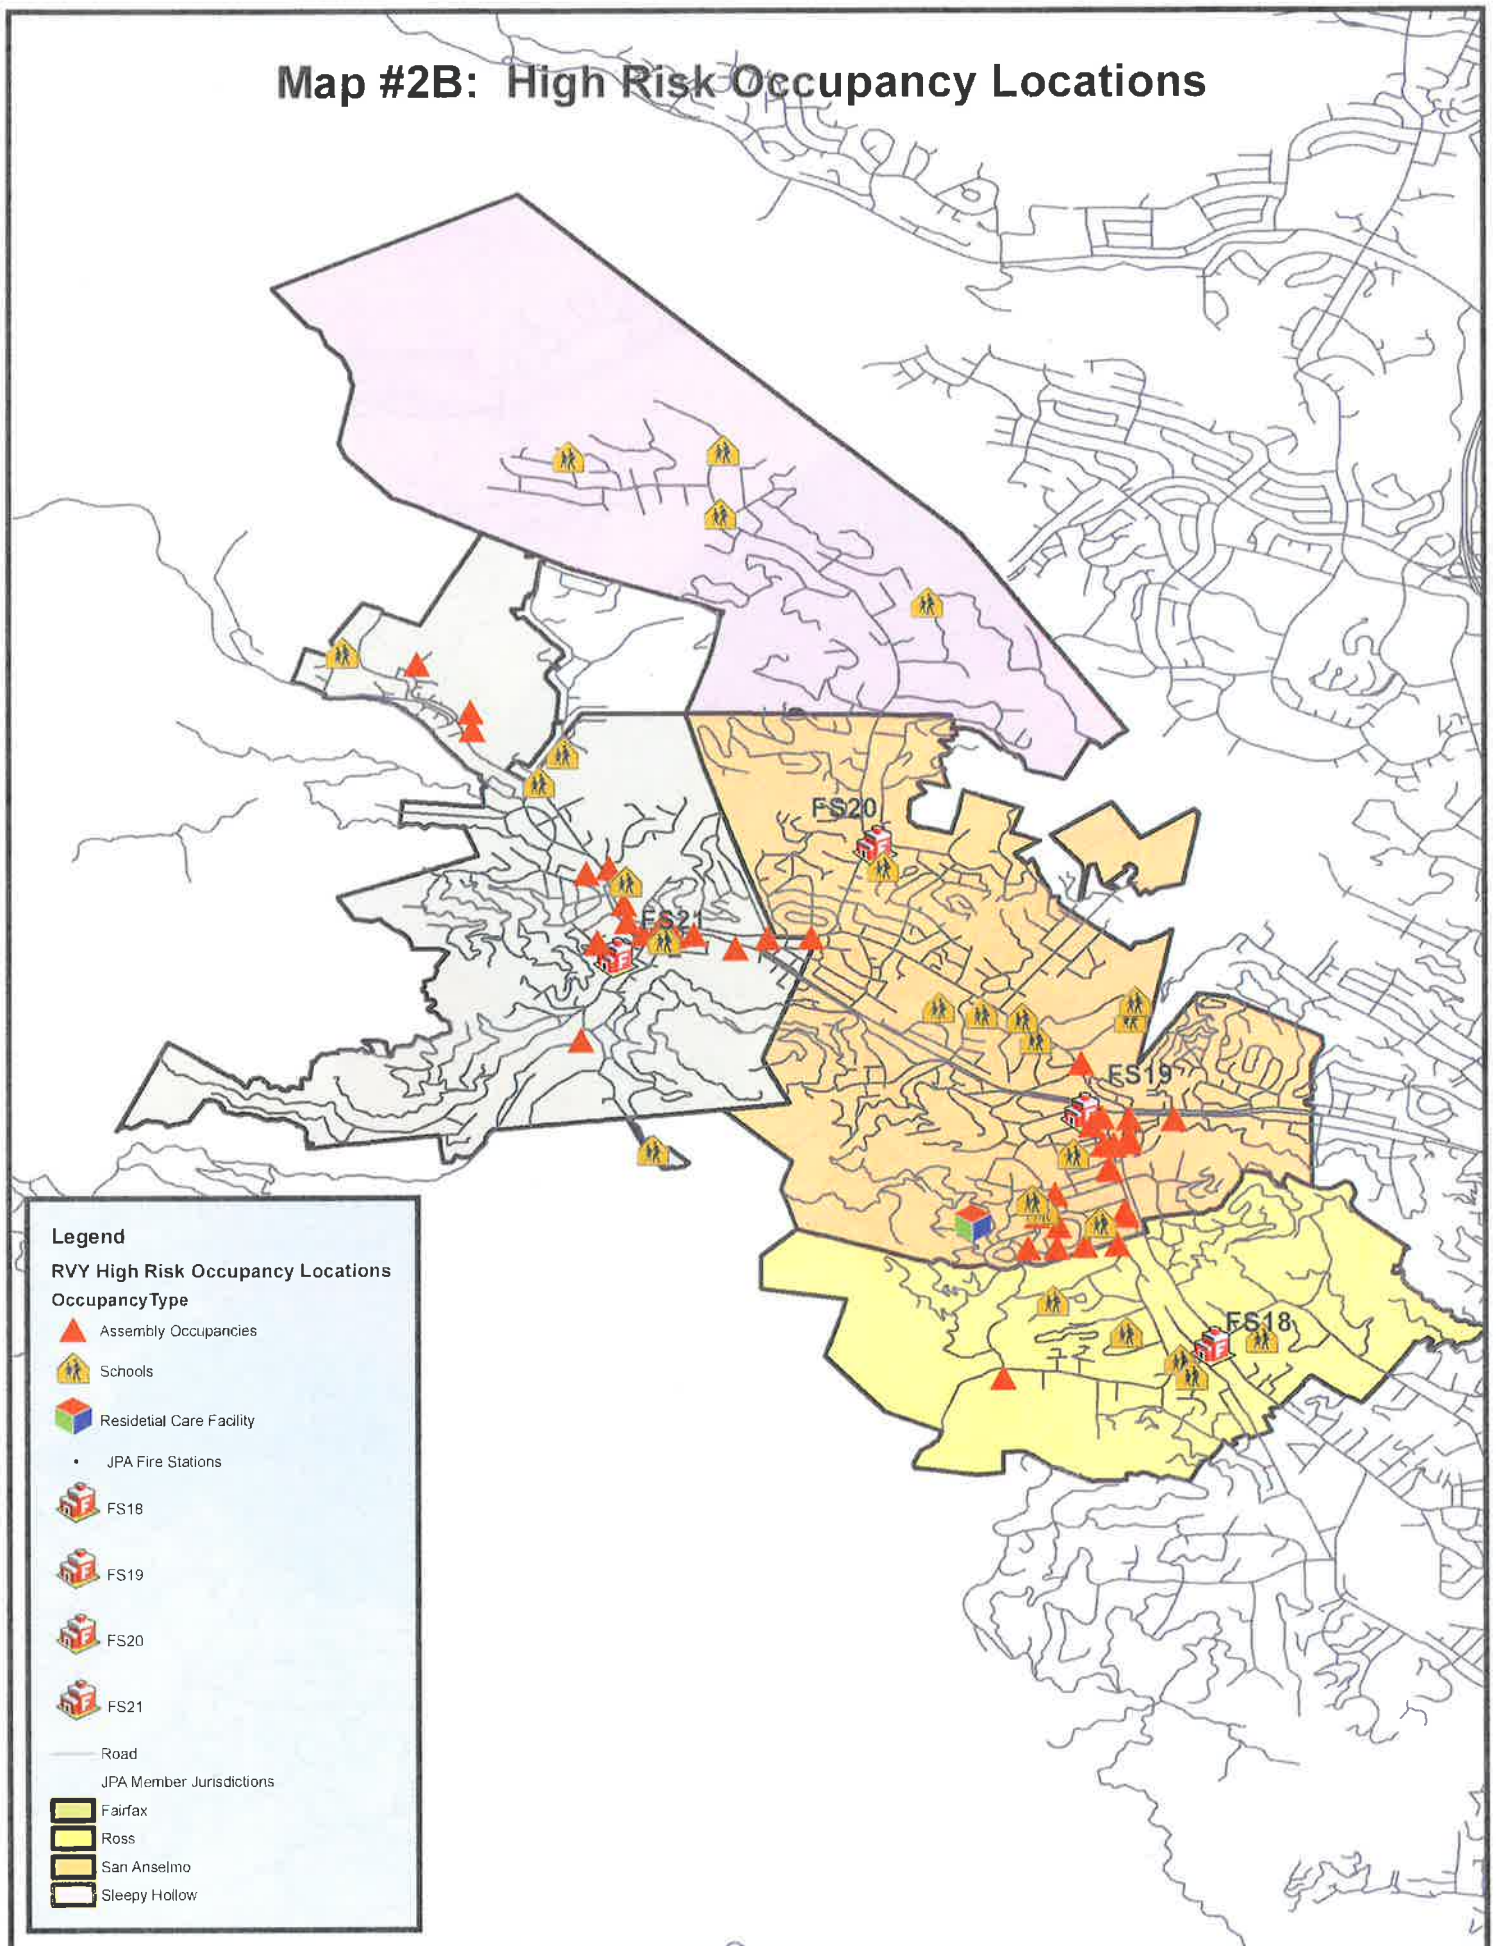 Map #2B: High Risk Occupancy Locations
FS20
FS21
FS19
FS18
Legend
RVY High Risk Occupancy Locations
OccupancyType
Assembly Occupancies
Schools
Residetial Care Facility
JPA Fire Stations
FS18
FS19
FS20
FS21
Road
JPA Member Jurisdictions
Fairfax
Ross
San Anselmo
Sleepy Hollow